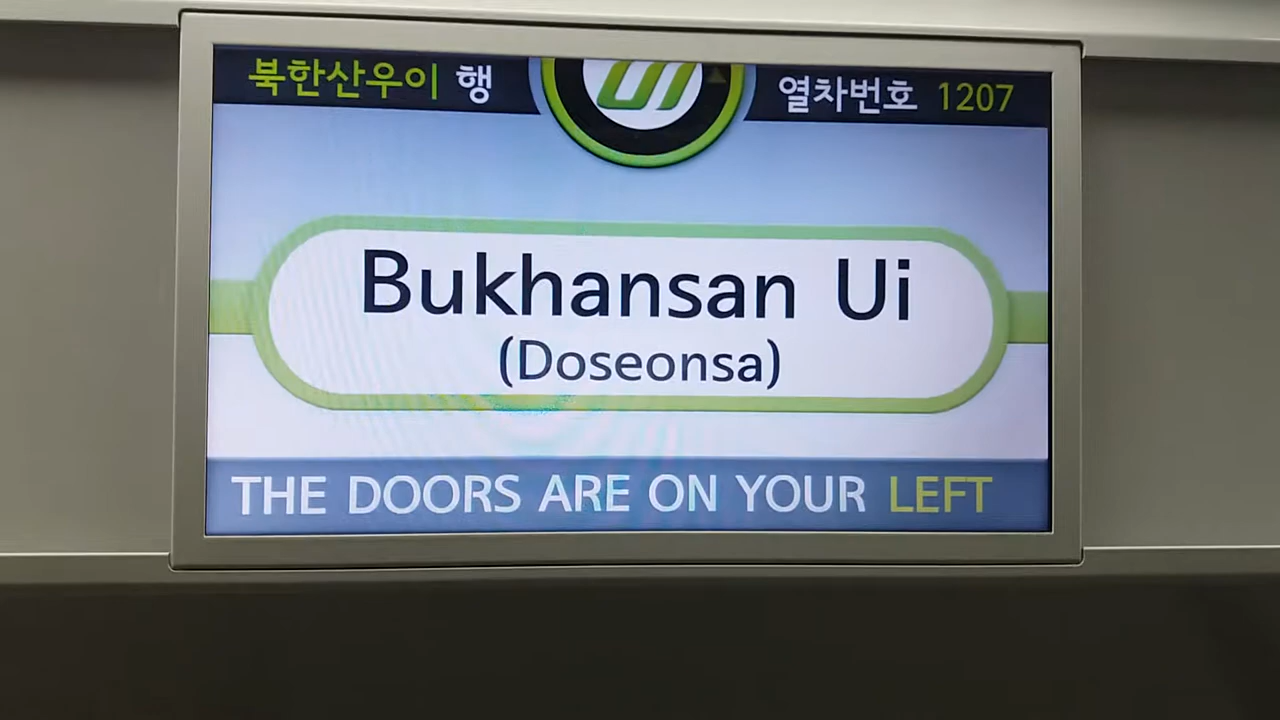 북한산우이 행
UI
열차번호 1207
Bukhansan Ui
(Doseonsa)
THE DOORS ARE ON YOUR LEFT